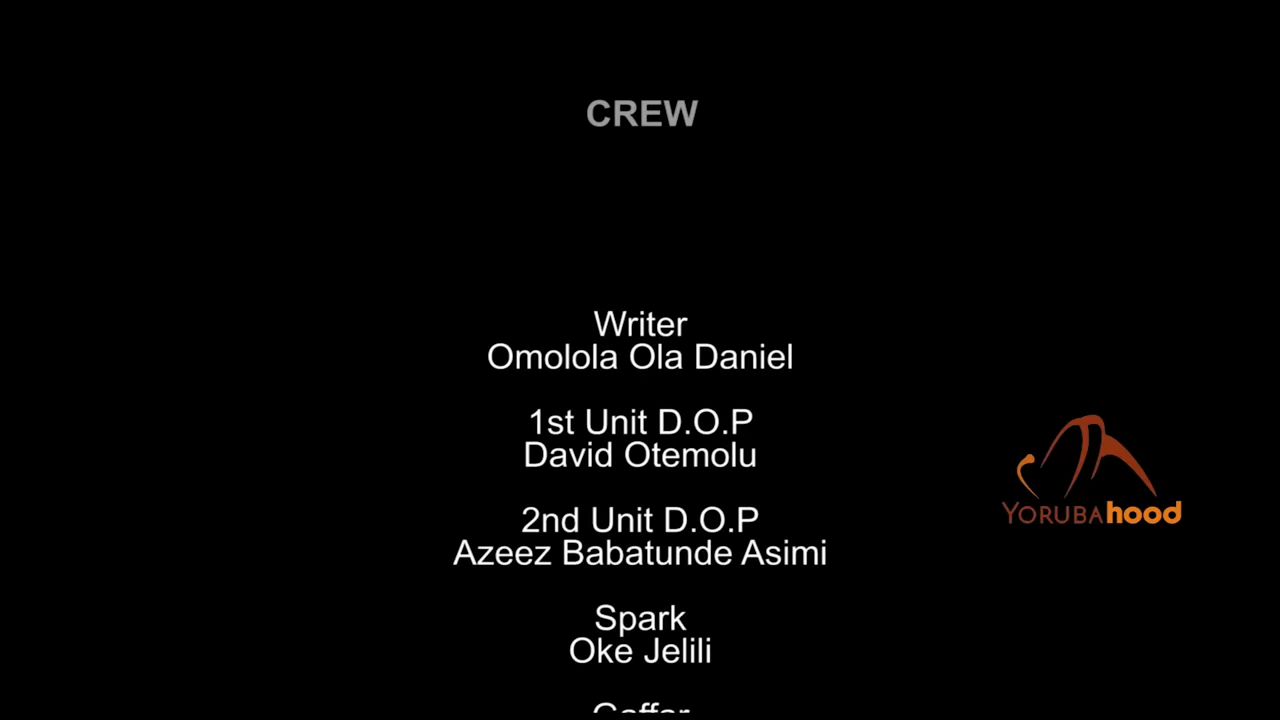 CREW
Writer
Omolola Ola Daniel
1st Unit D.O.P
David Otemolu
2nd Unit D.O.P
Azeez Babatunde Asimi
YORUBAhood
Spark
Oke Jelili